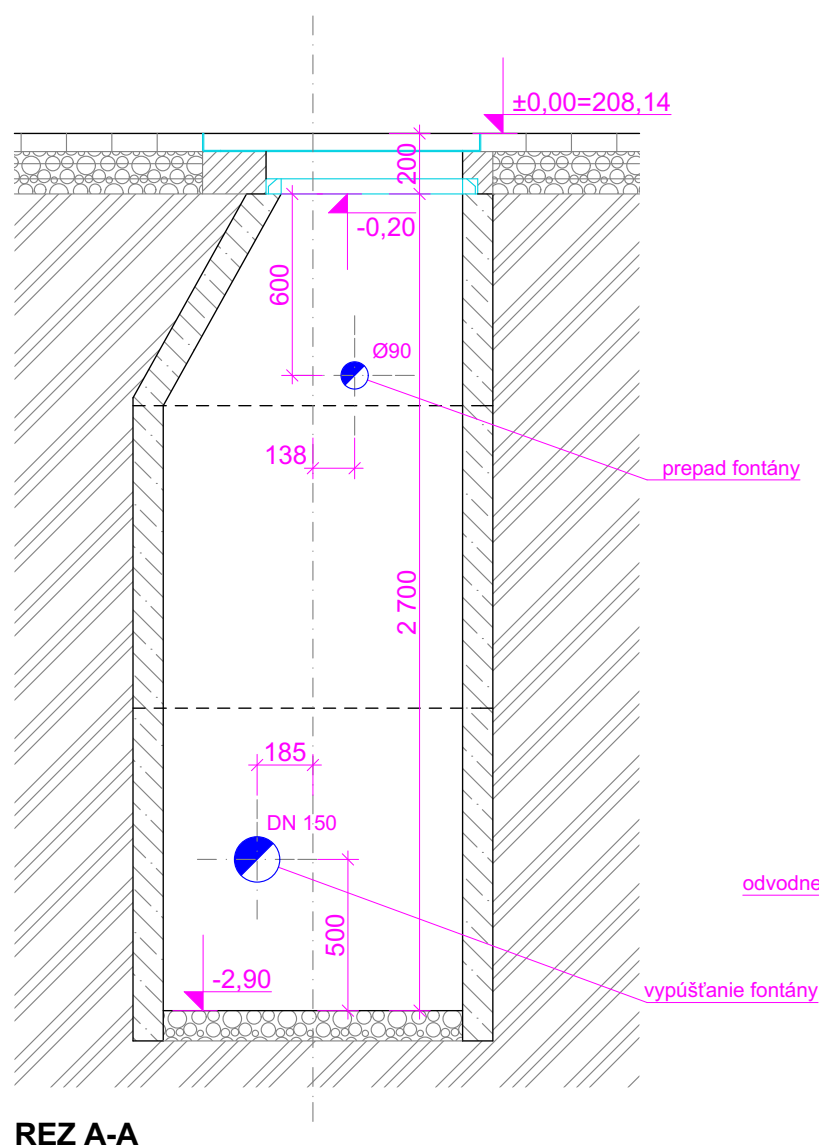 ±0,00=208,14
200
-0,20
600
Ø90
138
prepad fontány
2 700
185
DN 150
odvodne
500
-2,90
vypúšťanie fontány
REZ A-A